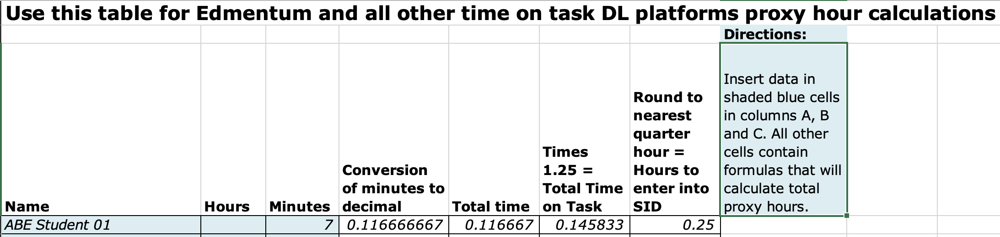 Use this table for Edmentum and all other time on task DL platforms proxy hour calculations
Directions:
Name
Hours
Minutes
Conversion
of minutes to
decimal
Total time
Times
1.25 =
Total Time
on Task
Round to
nearest
quarter
hour =
Hours to
enter into
SID
Insert data in
shaded blue cells
in columns A, B
and C. All other
cells contain
formulas that will
calculate total
proxy hours.
ABE Student 01 7 0.116666667 0.116667 0.145833 0.25